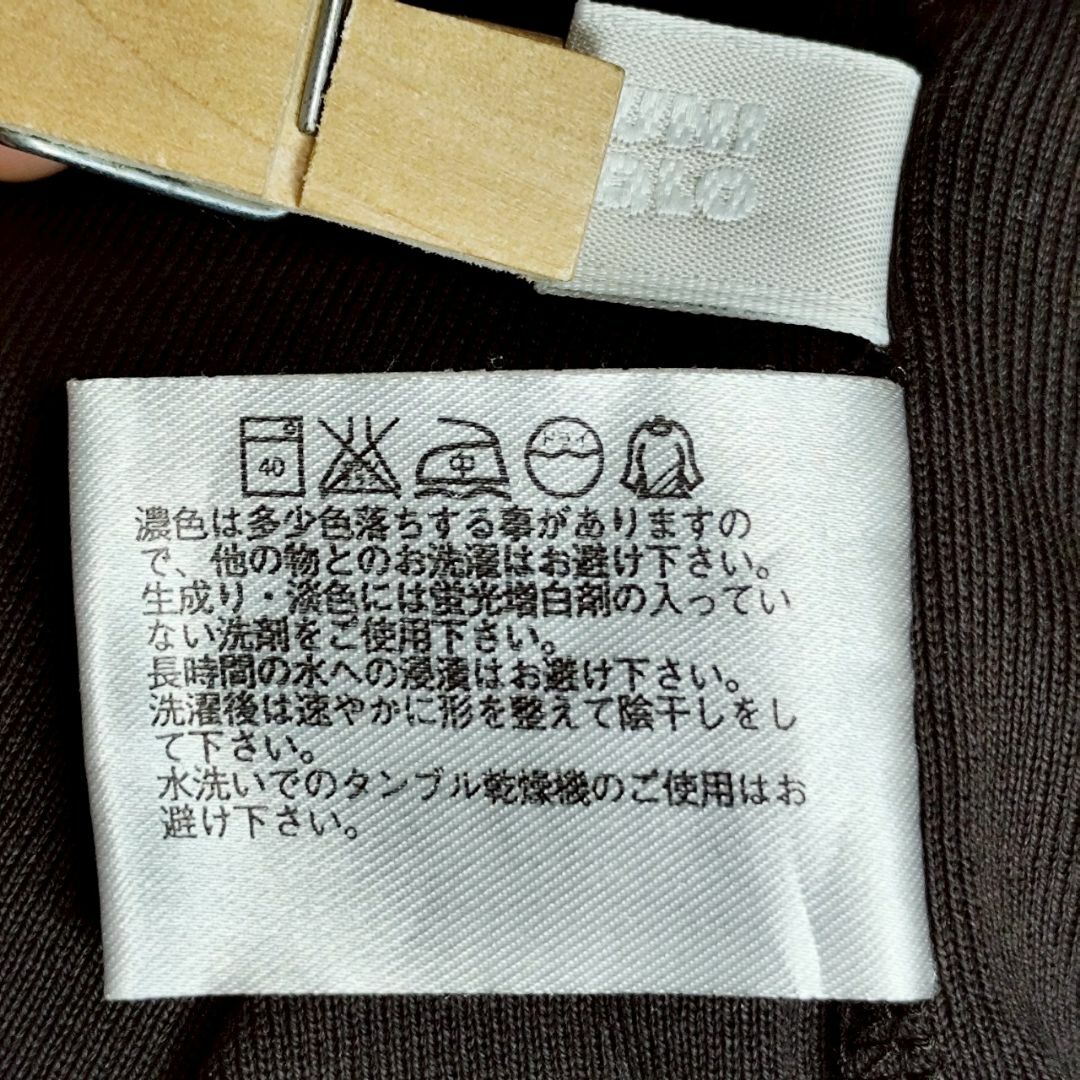 UNI
QLO
40 中 ドライ
濃色は多少色落ちする事がありますの
で、他の物とのお洗濯はお避け下さい。
生成り・淡色には蛍光増白剤の入ってい
ない洗剤をご使用下さい。
長時間の水への浸漬はお避け下さい。
洗濯後は速やかに形を整えて陰干しをし
て下さい。
水洗いでのタンブル乾燥機のご使用はお
避け下さい。